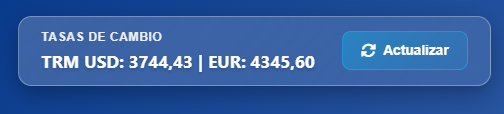 TASAS DE CAMBIO
TRM USD: 3744,43 | EUR: 4345,60
Actualizar